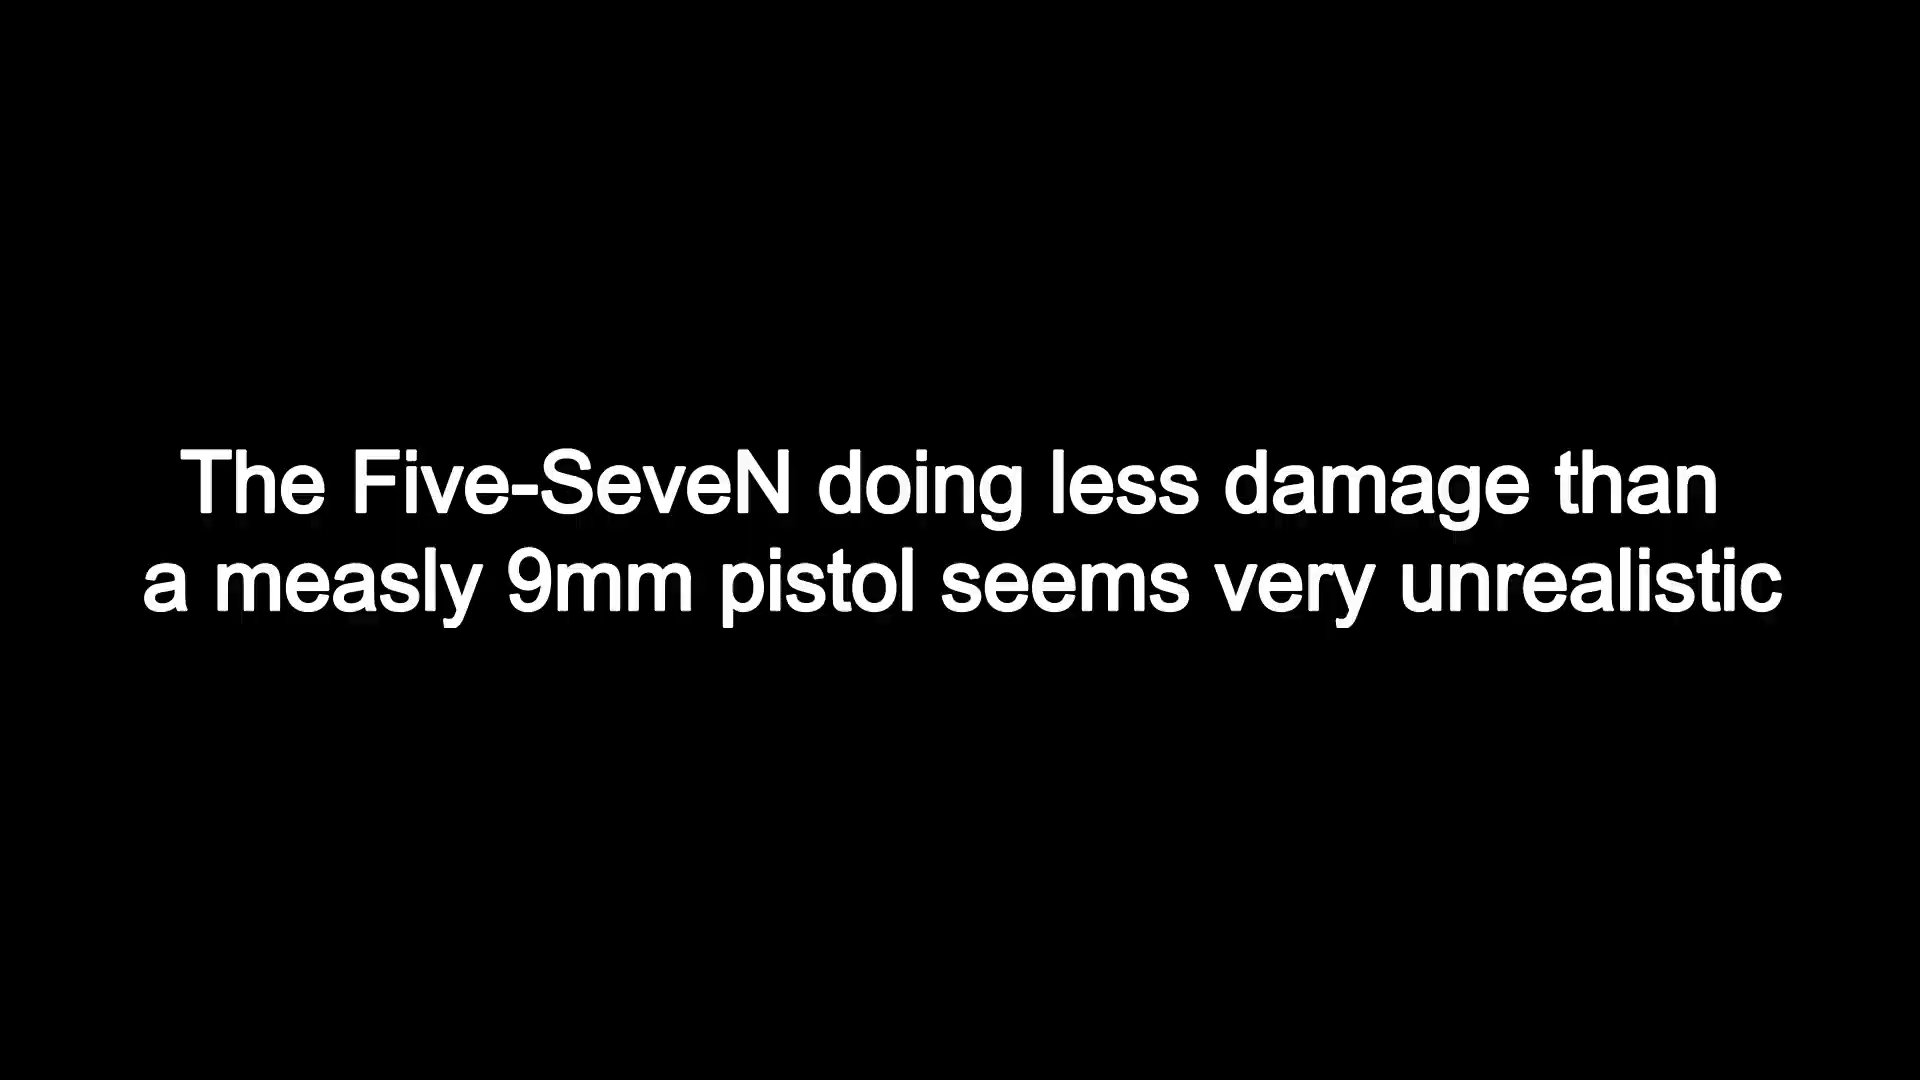 The Five-SeveN doing less damage than
a measly 9mm pistol seems very unrealistic